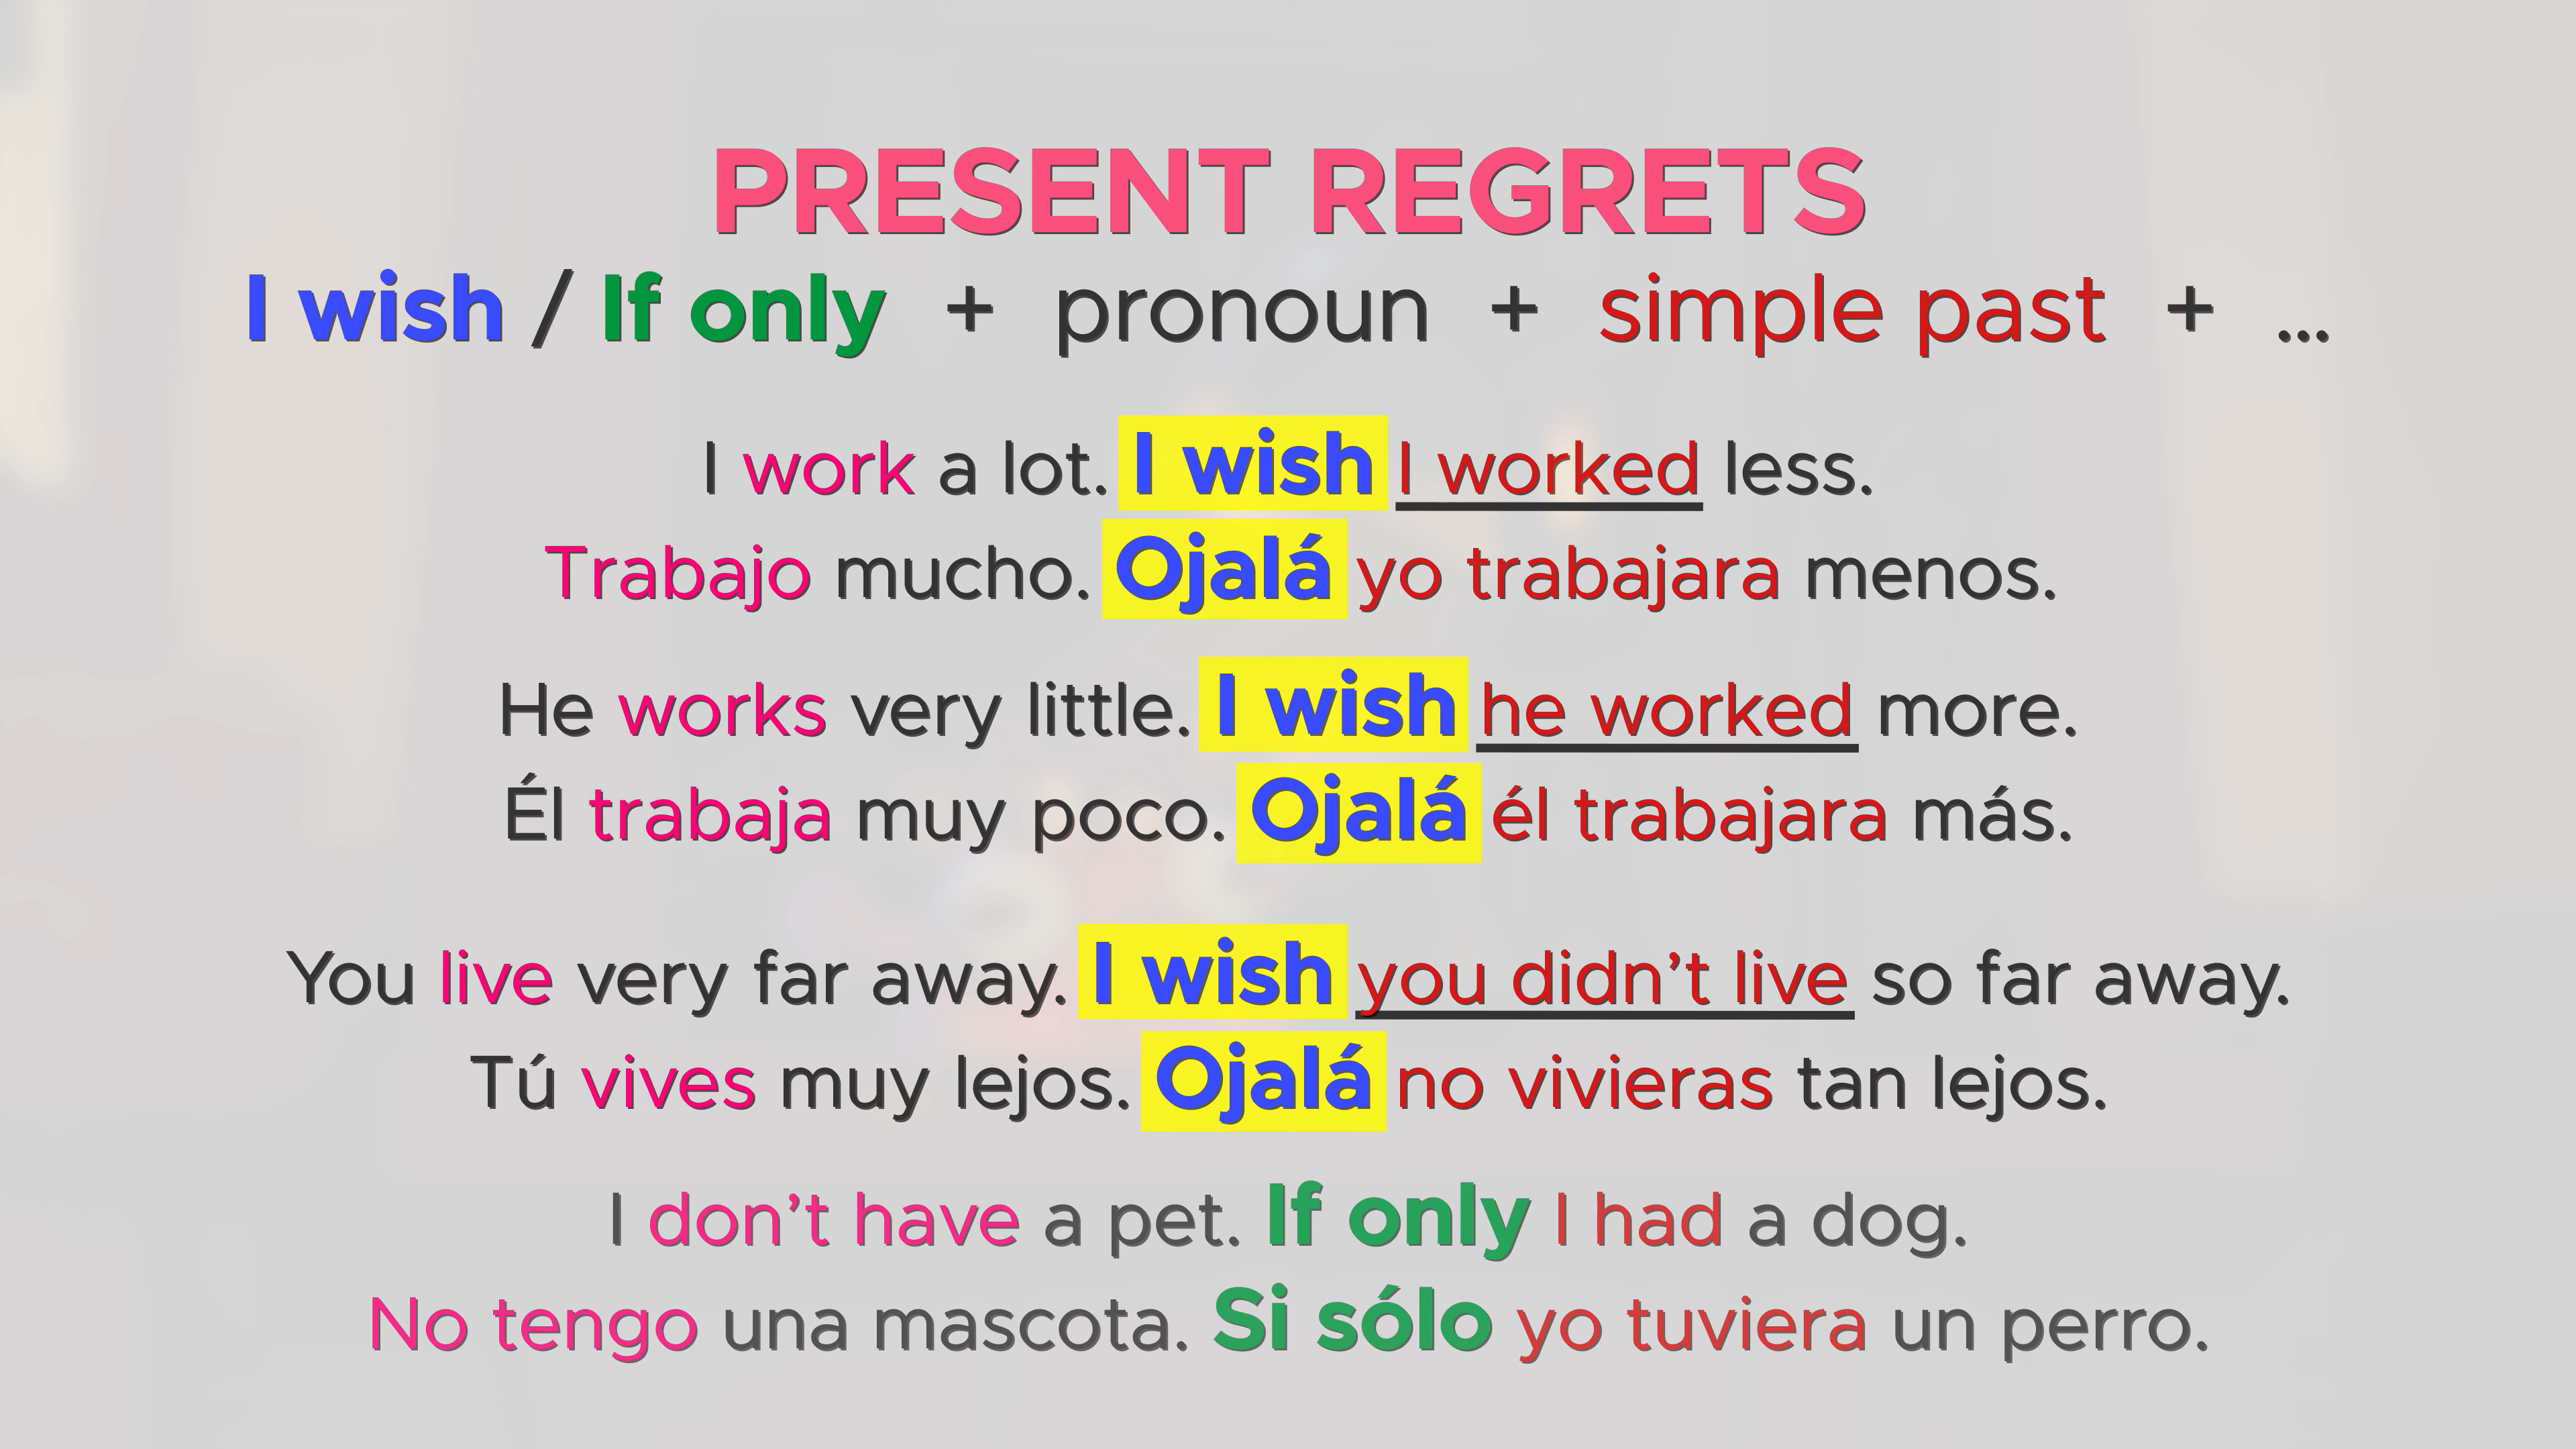 PRESENT REGRETS
I wish / If only + pronoun + simple past + ...
I work a lot. I wish I worked less.
Trabajo mucho. Ojalá yo trabajara menos.
He works very little. I wish he worked more.
Él trabaja muy poco. Ojalá él trabajara más.
You live very far away. I wish you didn’t live so far away.
Tú vives muy lejos. Ojalá no vivieras tan lejos.
I don’t have a pet. If only I had a dog.
No tengo una mascota. Si sólo yo tuviera un perro.